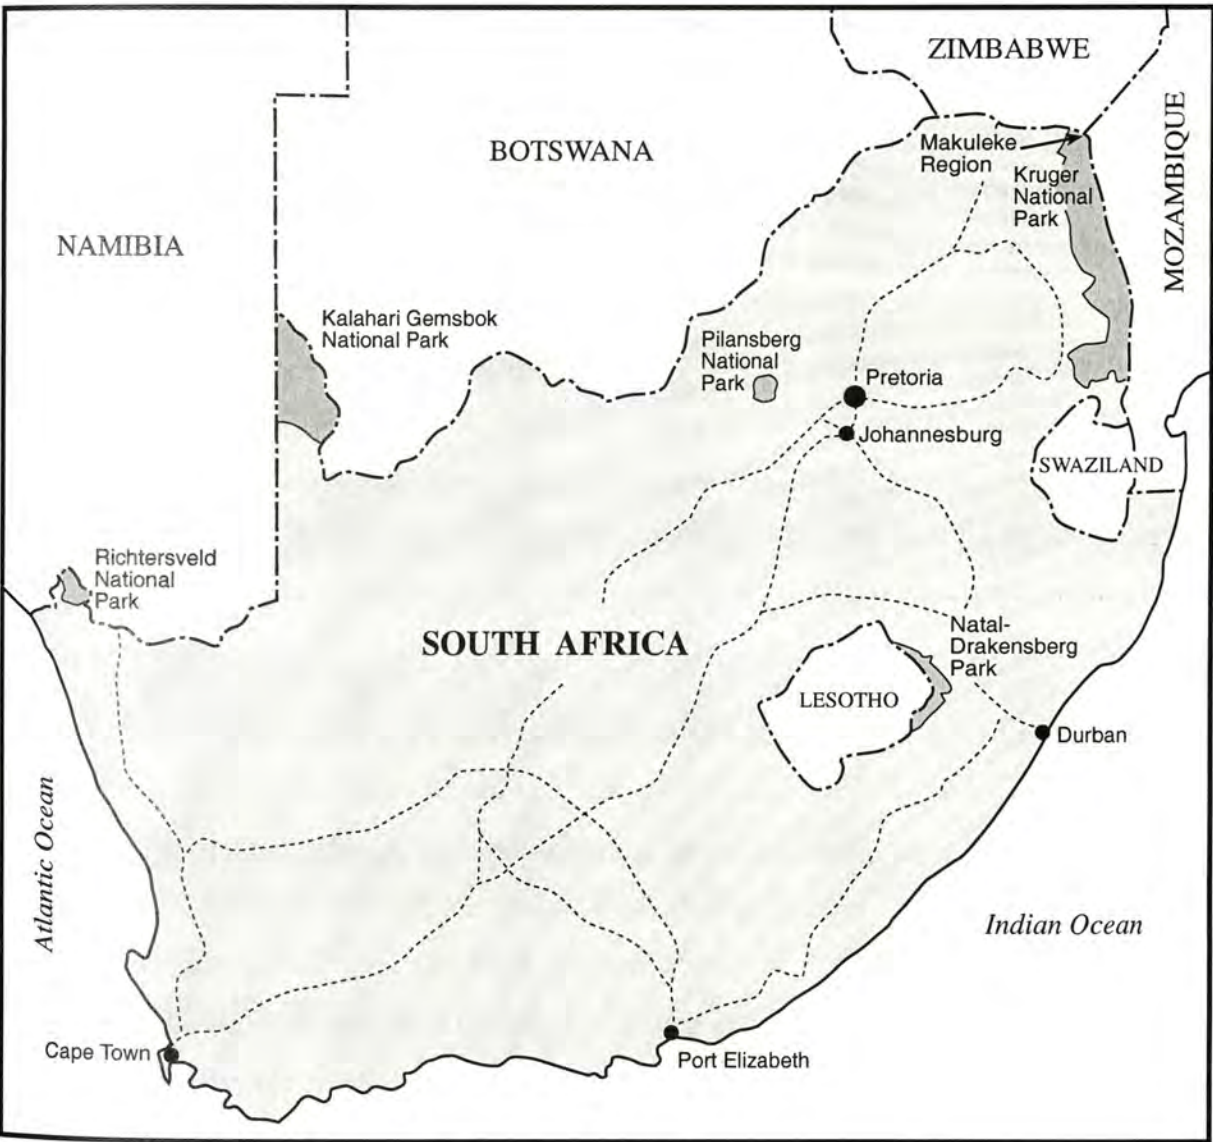 ZIMBABWE
MOZAMBIQUE
BOTSWANA
Makuleke
Region
Kruger
National
Park
NAMIBIA
Kalahari Gemsbok
National Park
Pilansberg
National
Park
Pretoria
Johannesburg
SWAZILAND
Richtersveld
National
Park
SOUTH AFRICA
Natal-
Drakensberg
Park
LESOTHO
Durban
Atlantic Ocean
Indian Ocean
Cape Town
Port Elizabeth